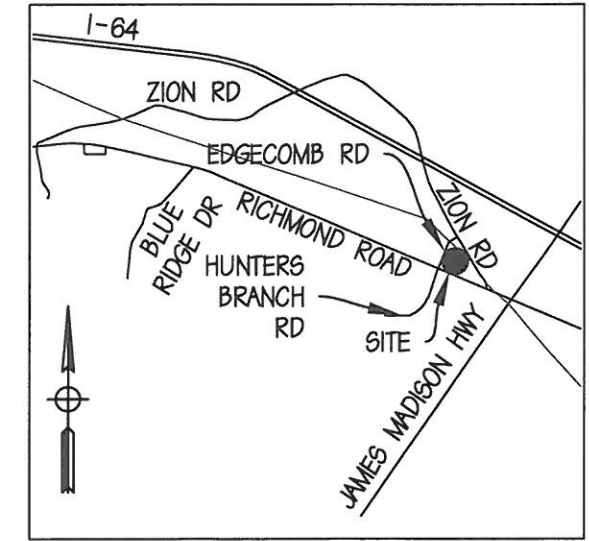 I-64
ZION RD
EDGECOMB RD
ZION RD
BLUE
RIDGE DR
RICHMOND ROAD
HUNTERS
BRANCH
RD
SITE
JAMES MADISON HWY